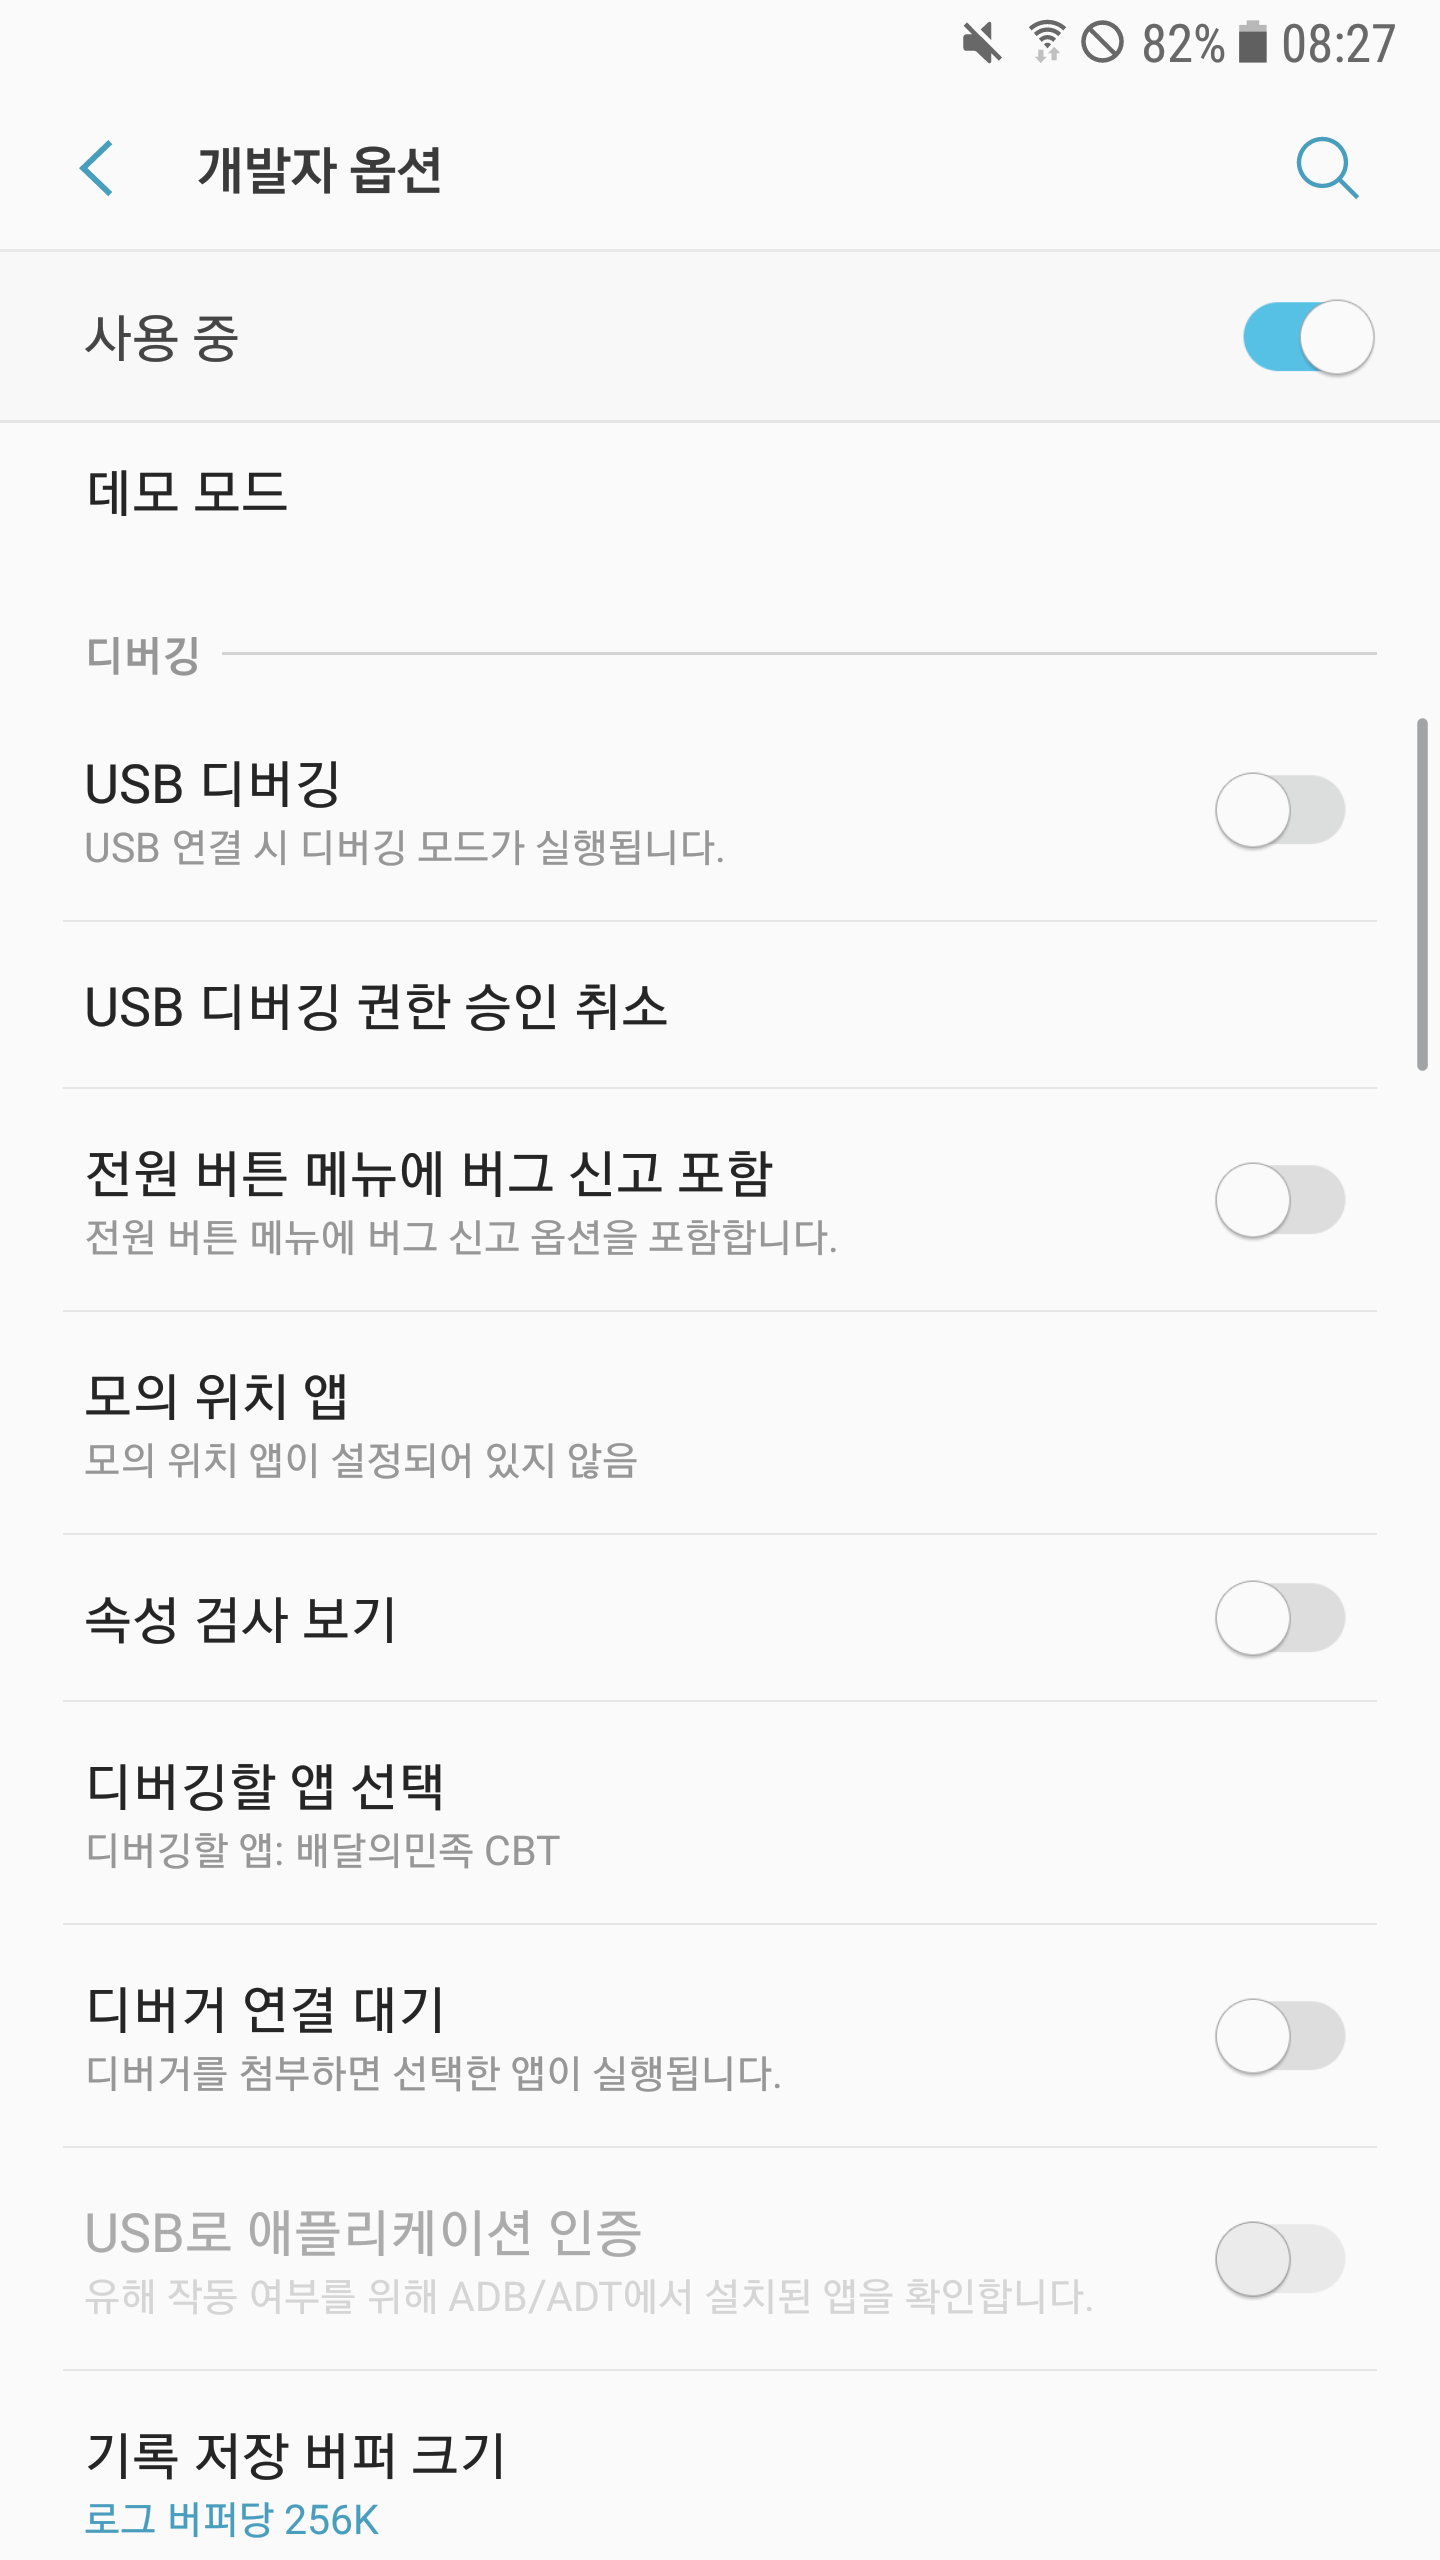 82% 08:27
개발자 옵션
사용 중
데모 모드
디버깅
USB 디버깅
USB 연결 시 디버깅 모드가 실행됩니다.
USB 디버깅 권한 승인 취소
전원 버튼 메뉴에 버그 신고 포함
전원 버튼 메뉴에 버그 신고 옵션을 포함합니다.
모의 위치 앱
모의 위치 앱이 설정되어 있지 않음
속성 검사 보기
디버깅할 앱 선택
디버깅할 앱: 배달의민족 CBT
디버거 연결 대기
디버거를 첨부하면 선택한 앱이 실행됩니다.
USB로 애플리케이션 인증
유해 작동 여부를 위해 ADB/ADT에서 설치된 앱을 확인합니다.
기록 저장 버퍼 크기
로그 버퍼당 256K